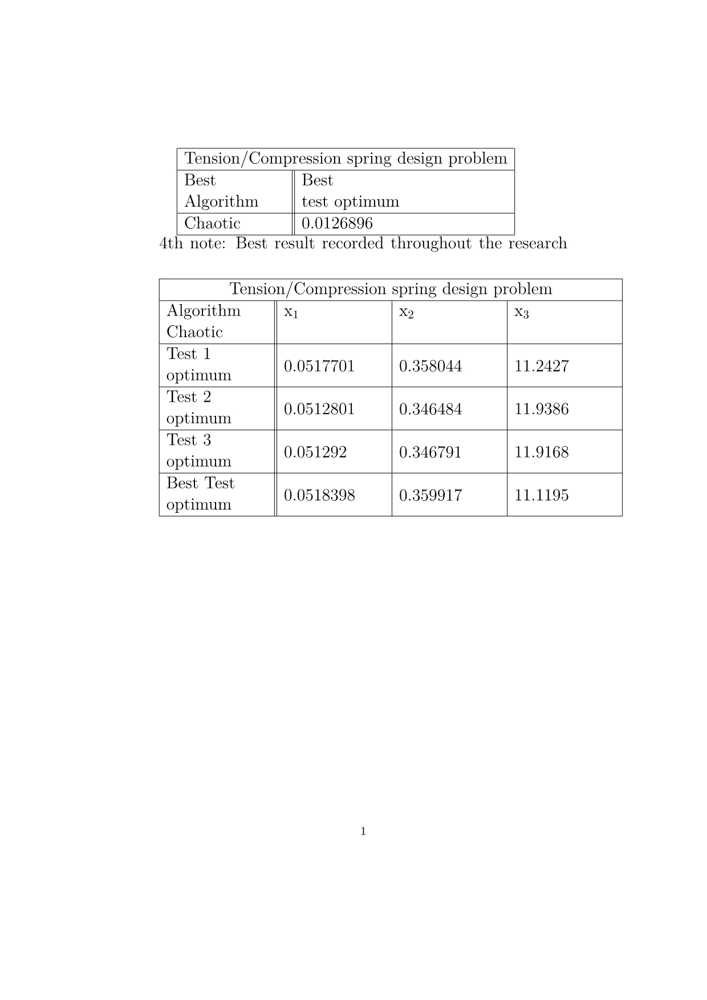 Tension/Compression spring design problem
Best Best
Algorithm test optimum
Chaotic 0.0126896
4th note: Best result recorded throughout the research
Tension/Compression spring design problem
Algorithm x₁ x₂ x₃
Chaotic
Test 1
optimum 0.0517701 0.358044 11.2427
Test 2
optimum 0.0512801 0.346484 11.9386
Test 3
optimum 0.051292 0.346791 11.9168
Best Test
optimum 0.0518398 0.359917 11.1195
1